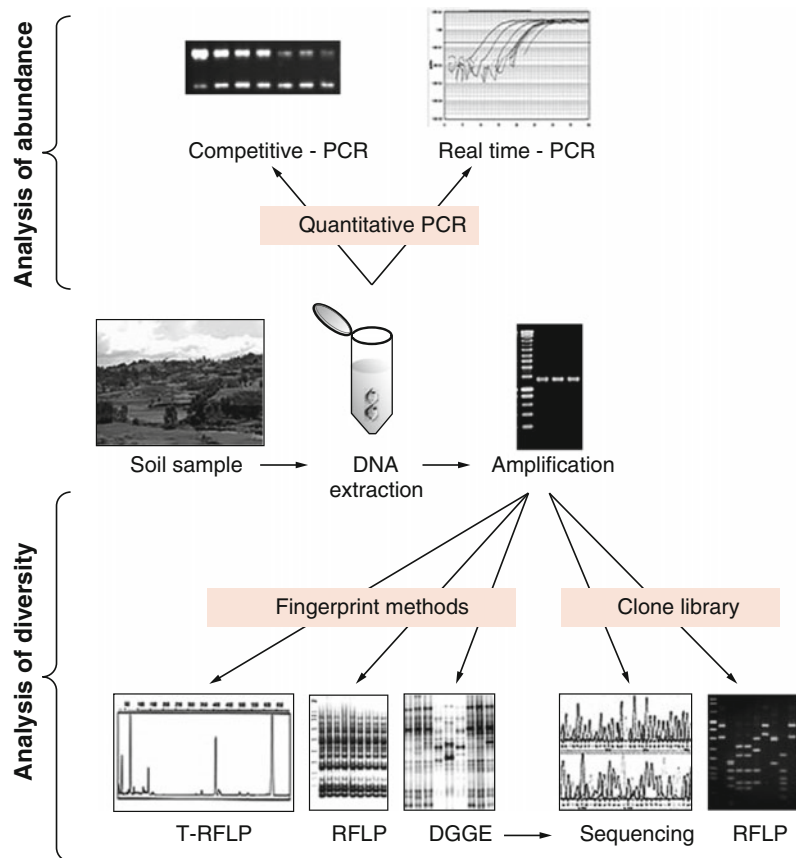 Analysis of abundance
Competitive - PCR
Real time - PCR
Quantitative PCR
Soil sample
DNA
extraction
Amplification
Analysis of diversity
Fingerprint methods
Clone library
T-RFLP
RFLP
DGGE
Sequencing
RFLP